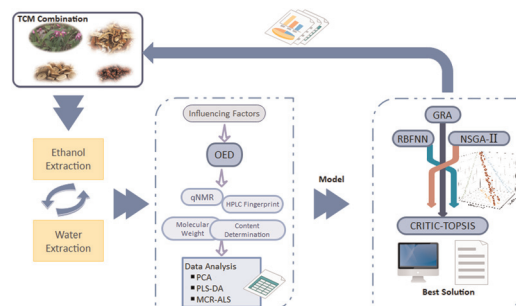 TCM Combination
Ethanol
Extraction
Water
Extraction
Influencing Factors
OED
qNMR
HPLC Fingerprint
Molecular
Weight
Content
Determination
Data Analysis
■ PCA
■ PLS-DA
■ MCR-ALS
Model
GRA
RBFNN
NSGA-II
CRITIC-TOPSIS
Best Solution